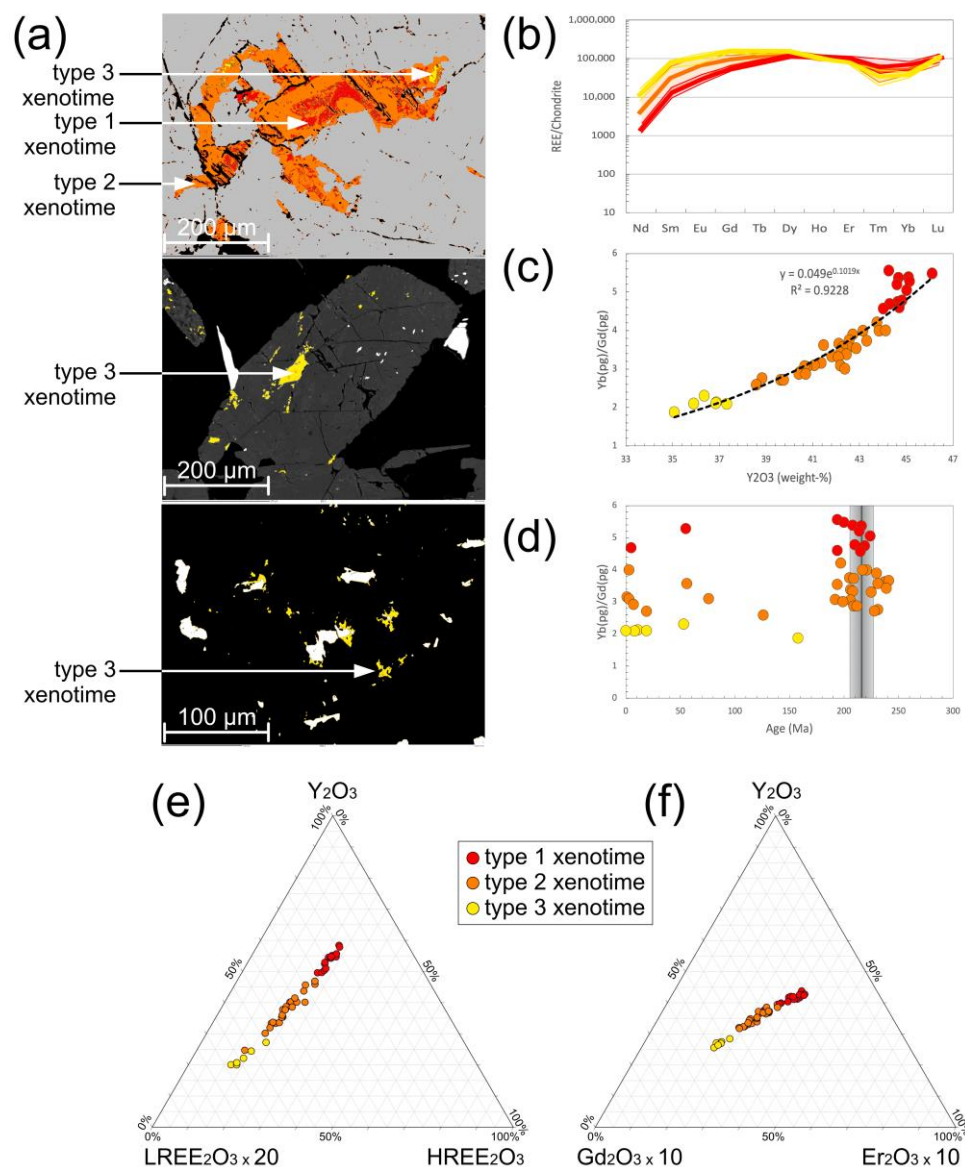 (a)
type 3
xenotime
type 1
xenotime
type 2
xenotime
200 µm
type 3
xenotime
200 µm
type 3
xenotime
100 µm
(b)
1,000,000
100,000
10,000
1000
100
10
REE/Chondrite
Nd Sm Eu Gd Tb Dy Ho Er Tm Yb Lu
(c)
6
5
4
3
2
1
Yb(pg)/Gd(pg)
y = 0.049e^0.1019x
R² = 0.9228
33 35 37 39 41 43 45 47
Y2O3 (weight-%)
(d)
6
5
4
3
2
1
0
Yb(pg)/Gd(pg)
0 50 100 150 200 250 300
Age (Ma)
(e)
Y₂O₃
100% 0%
50% 50%
0% 50% 100%
LREE₂O₃ x 20 HREE₂O₃
type 1 xenotime
type 2 xenotime
type 3 xenotime
(f)
Y₂O₃
100% 0%
50% 50%
0% 50% 100%
Gd₂O₃ x 10 Er₂O₃ x 10